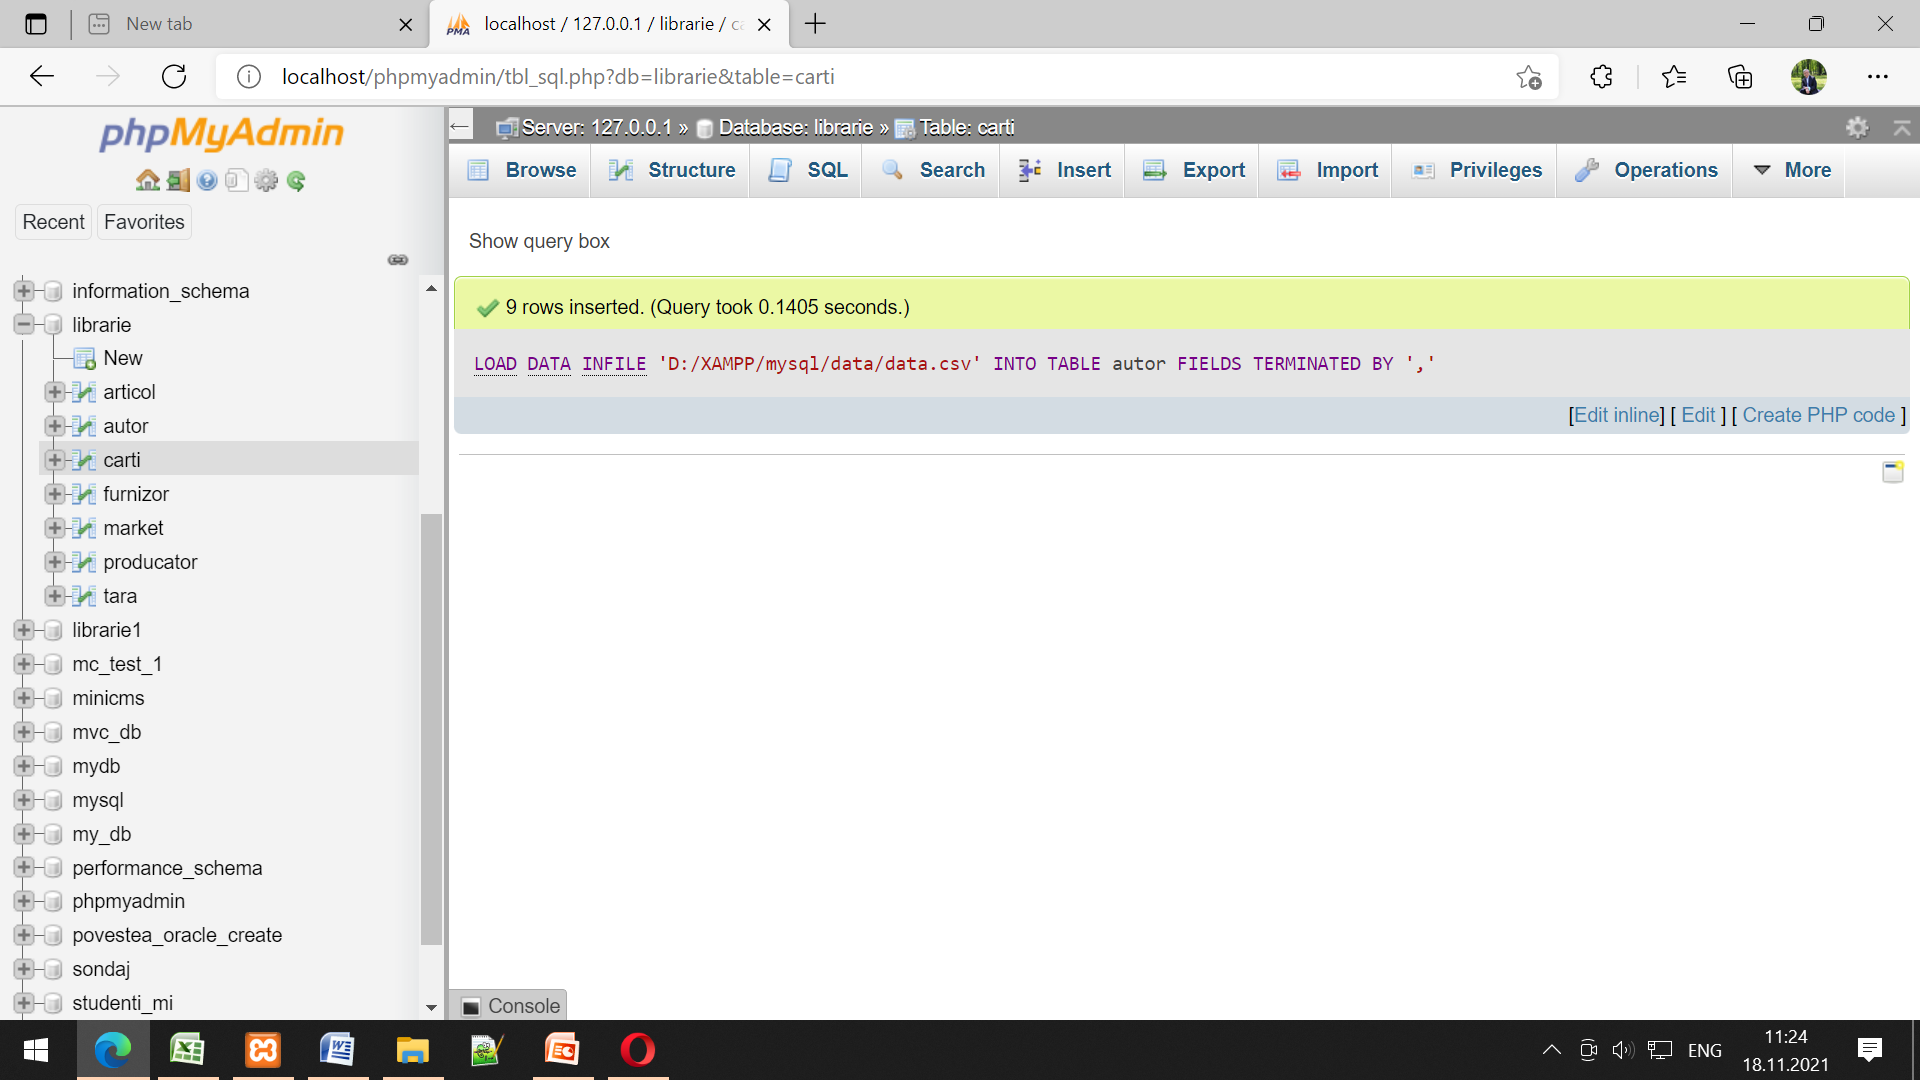 New tab
localhost / 127.0.0.1 / librarie / ca
localhost/phpmyadmin/tbl_sql.php?db=librarie&table=carti
phpMyAdmin
Recent Favorites
information_schema
librarie
New
articol
autor
carti
furnizor
market
producator
tara
librarie1
mc_test_1
minicms
mvc_db
mydb
mysql
my_db
performance_schema
phpmyadmin
povestea_oracle_create
sondaj
studenti_mi
Server: 127.0.0.1 » Database: librarie » Table: carti
Browse Structure SQL Search Insert Export Import Privileges Operations More
Show query box
9 rows inserted. (Query took 0.1405 seconds.)
LOAD DATA INFILE 'D:/XAMPP/mysql/data/data.csv' INTO TABLE autor FIELDS TERMINATED BY ','
[Edit inline] [ Edit ] [ Create PHP code ]
Console
ENG
11:24
18.11.2021